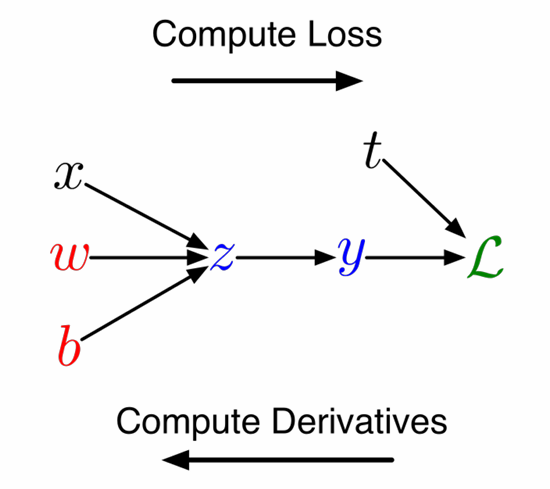 Compute Loss
t
x
w z y ℒ
b
Compute Derivatives